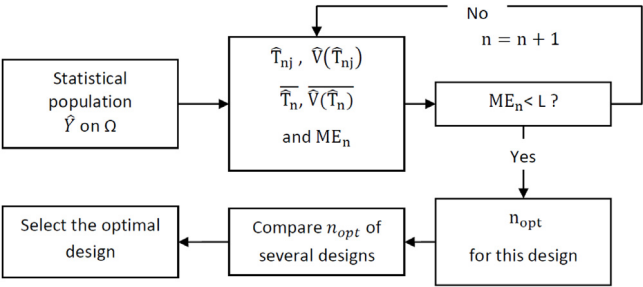 No
n = n + 1
Statistical
population
Ŷ on Ω
T̂nj , V̂(T̂nj)
T̂̅n, V̂(T̂n)̅
and MEn
MEn< L ?
Yes
Select the optimal
design
Compare nopt of
several designs
nopt
for this design